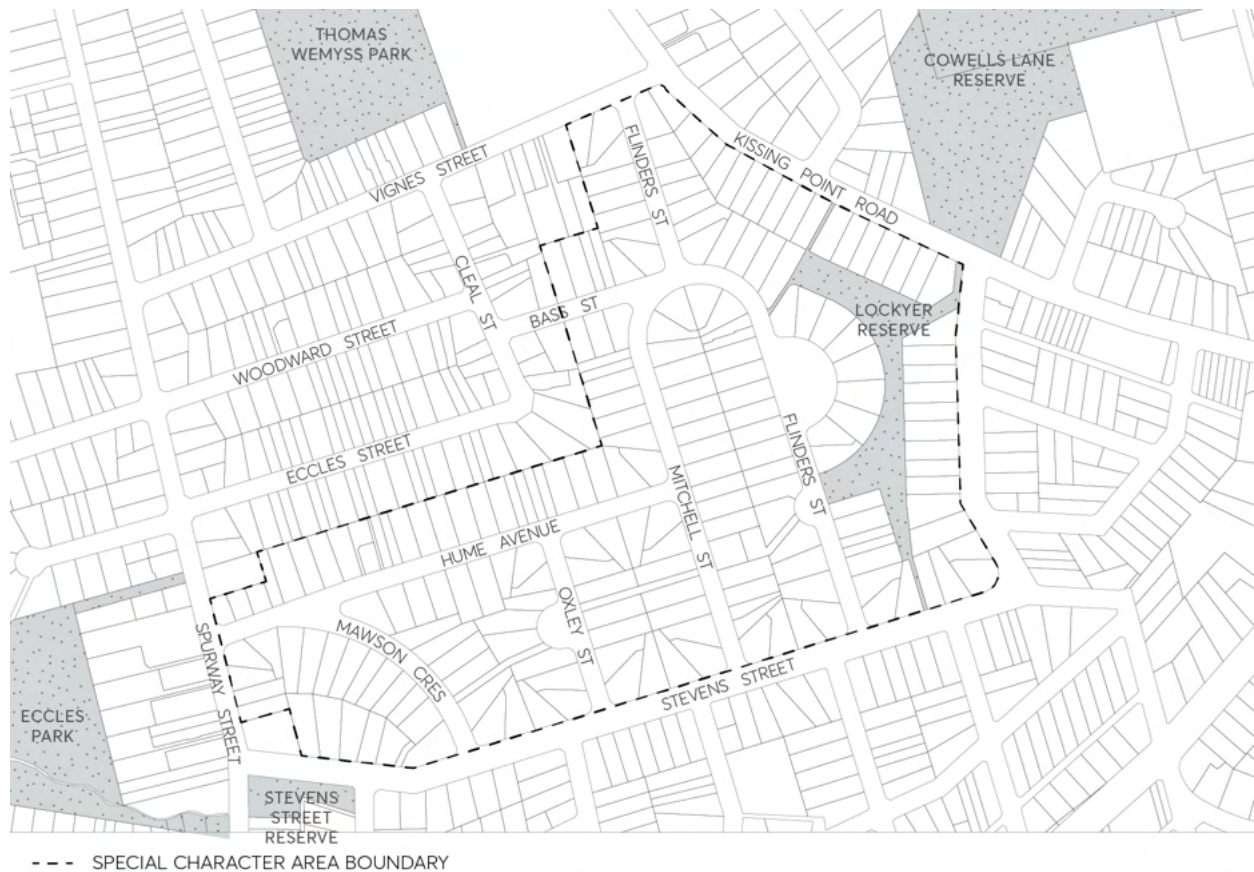 THOMAS
WEMYSS PARK
COWELLS LANE
RESERVE
FLINDERS ST
KISSING POINT ROAD
VIGNES STREET
CLEAL ST
BASS ST
LOCKYER
RESERVE
WOODWARD STREET
ECCLES STREET
FLINDERS ST
MITCHELL ST
HUME AVENUE
OXLEY ST
MAWSON CRES
SPURWAY STREET
STEVENS STREET
ECCLES
PARK
STEVENS
STREET
RESERVE
SPECIAL CHARACTER AREA BOUNDARY